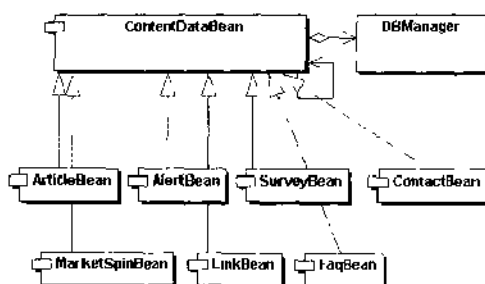 ContentDataBean
DBManager
ArticleBean
AlertBean
SurveyBean
ContactBean
MarketSpinBean
LinkBean
FaqBean